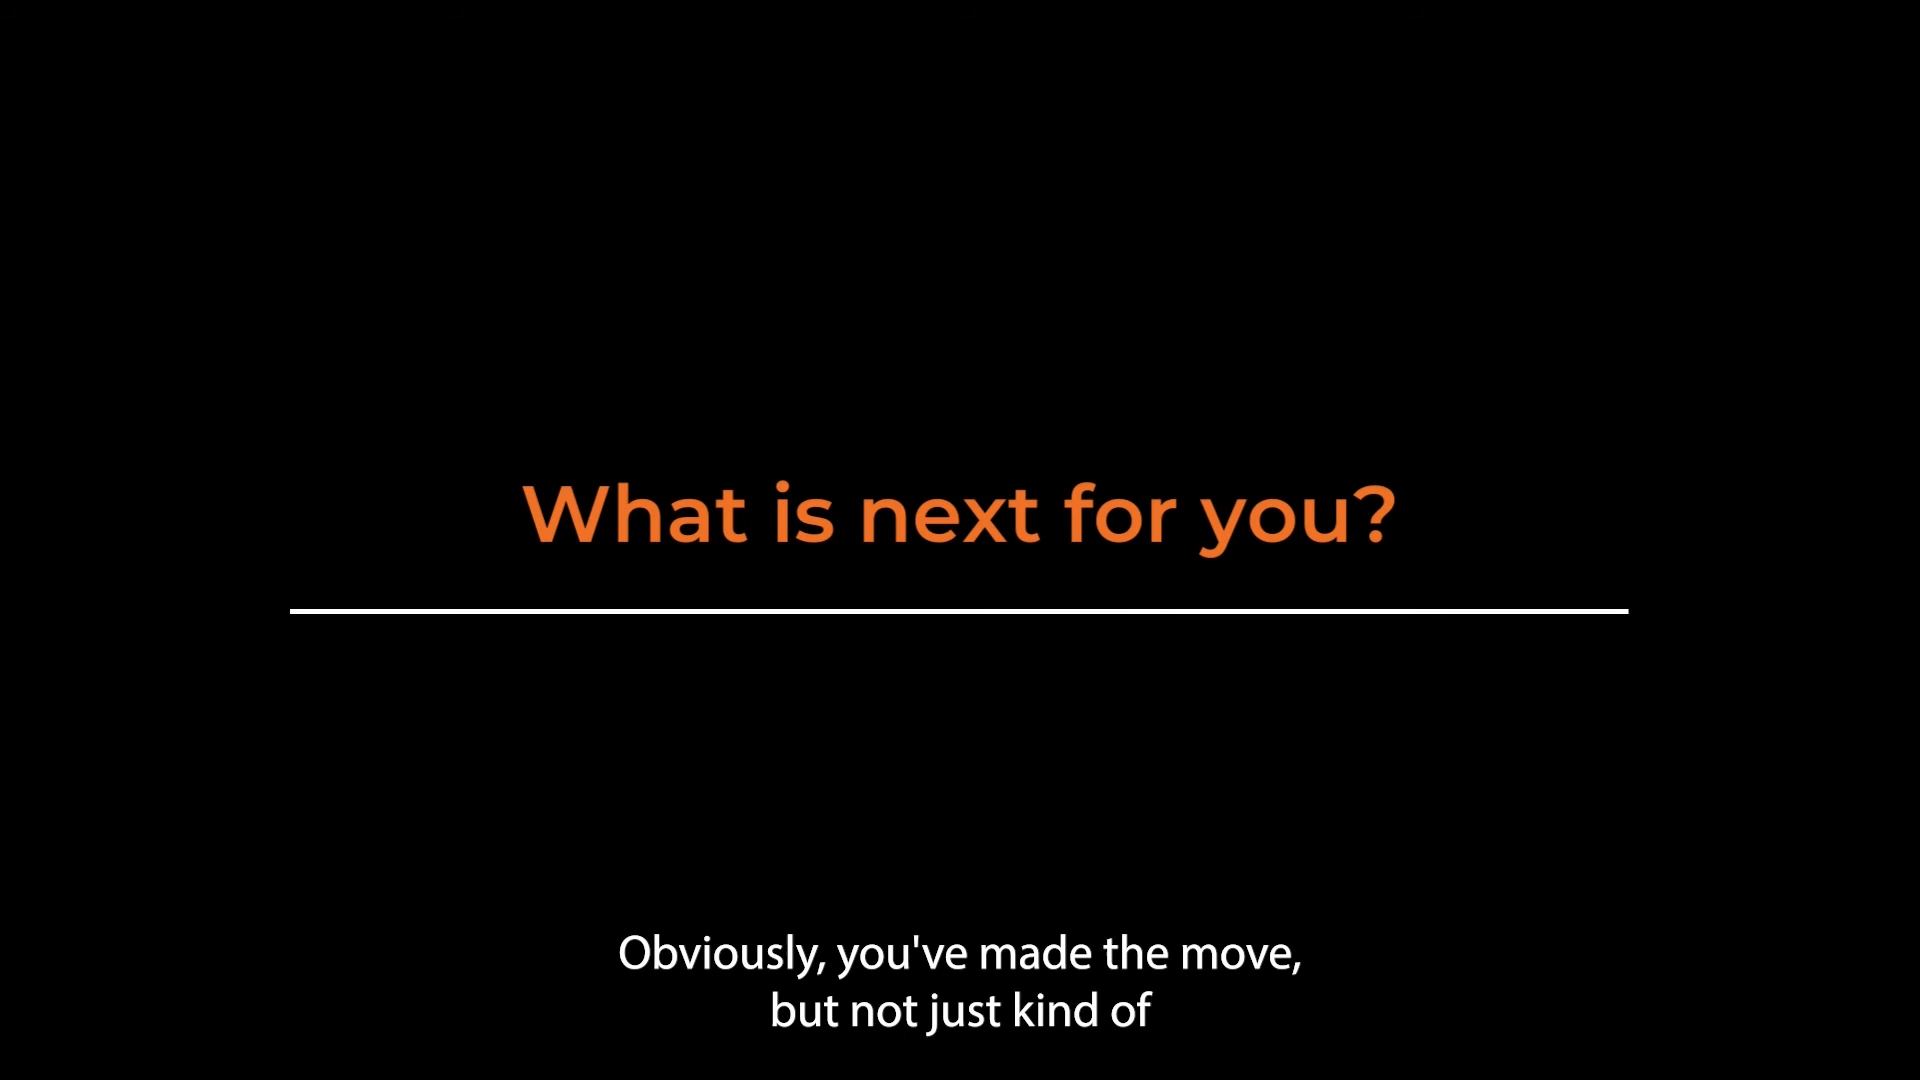 What is next for you?
Obviously, you've made the move,
but not just kind of